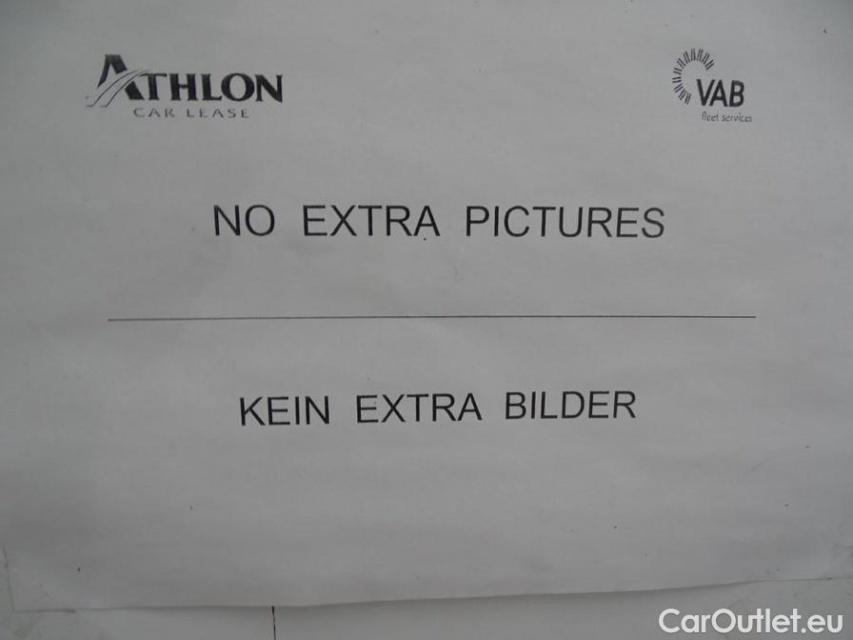 ATHLON
CAR LEASE
VAB
fleet services
NO EXTRA PICTURES
KEIN EXTRA BILDER
CarOutlet.eu